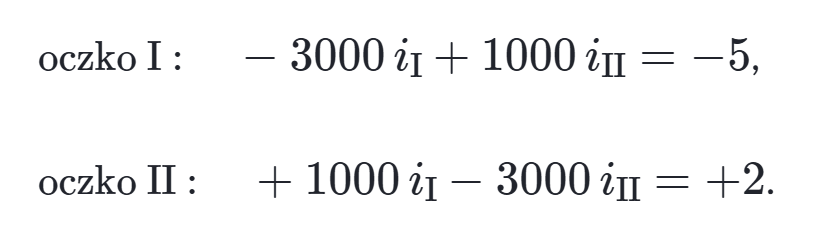 oczko I : − 3000 i_I + 1000 i_II = −5,
oczko II : + 1000 i_I − 3000 i_II = +2.